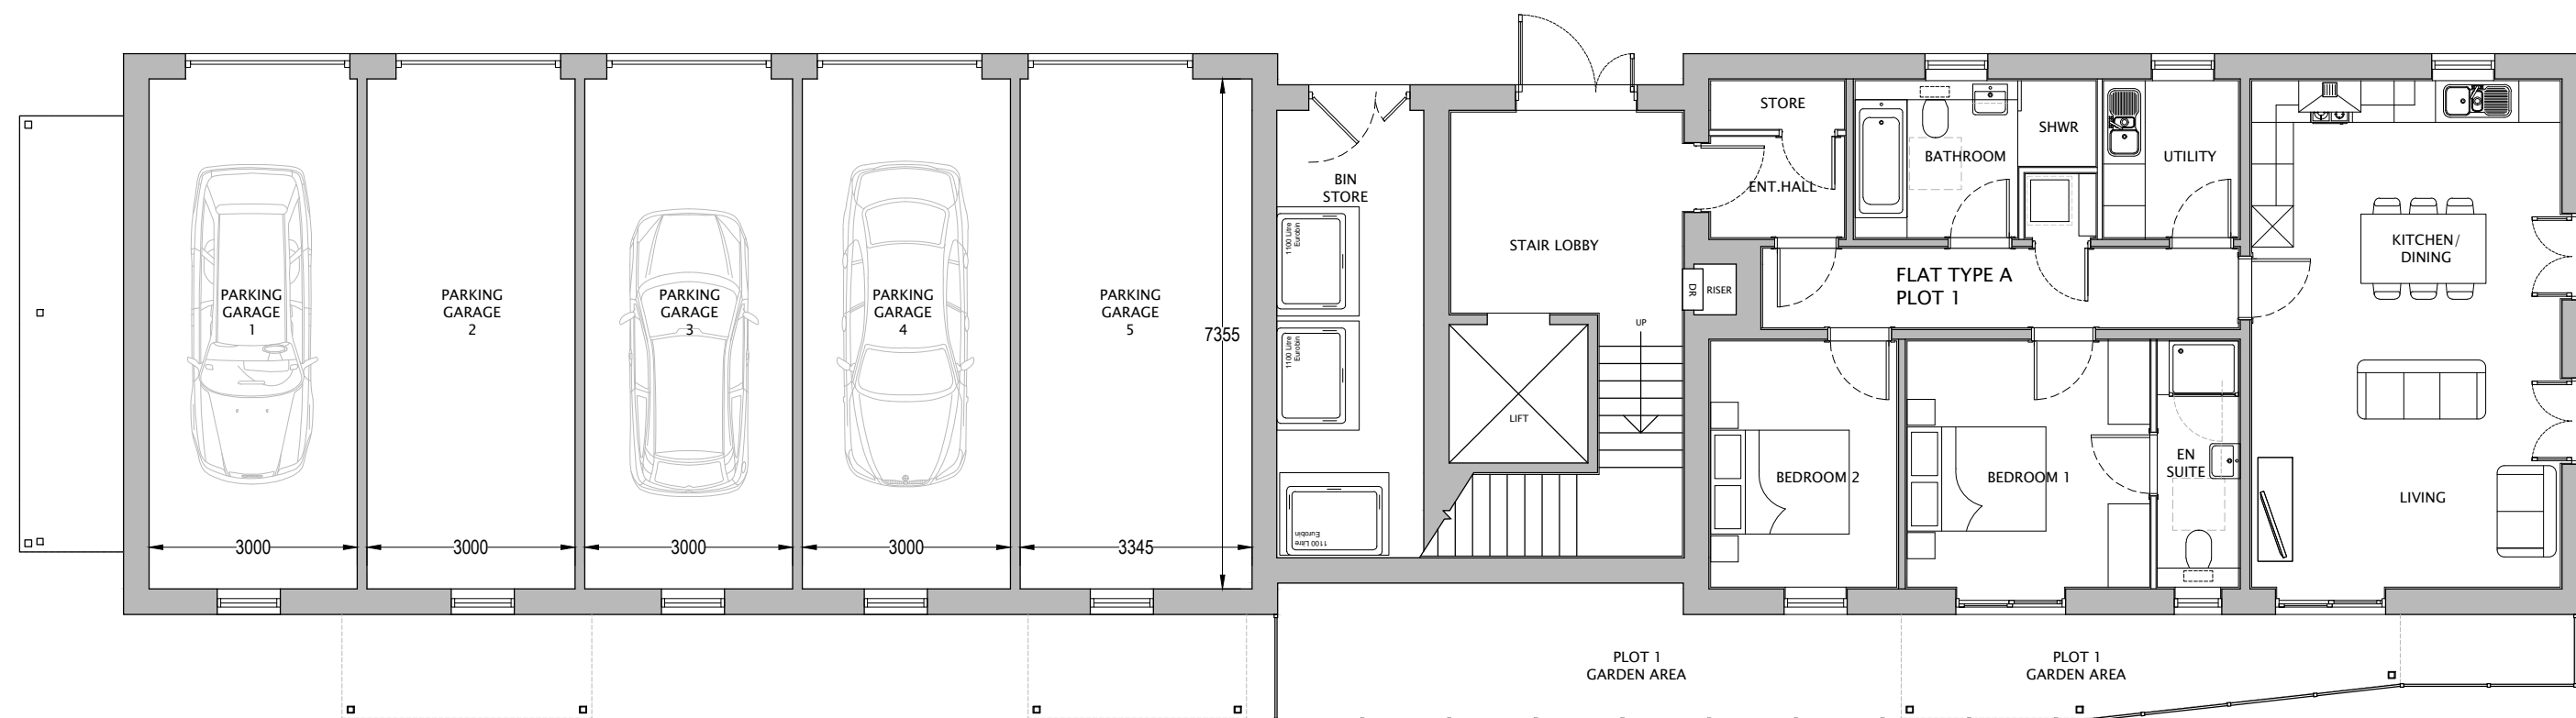 PARKING
GARAGE
1
PARKING
GARAGE
2
PARKING
GARAGE
3
PARKING
GARAGE
4
PARKING
GARAGE
5
7355
3000
3000
3000
3000
3345
BIN
STORE
1100 Litre
Eurobin
1100 Litre
Eurobin
1100 Litre
Eurobin
STAIR LOBBY
LIFT
UP
DR
RISER
STORE
ENT.HALL
BATHROOM
SHWR
UTILITY
FLAT TYPE A
PLOT 1
KITCHEN/
DINING
BEDROOM 2
BEDROOM 1
EN
SUITE
LIVING
PLOT 1
GARDEN AREA
PLOT 1
GARDEN AREA